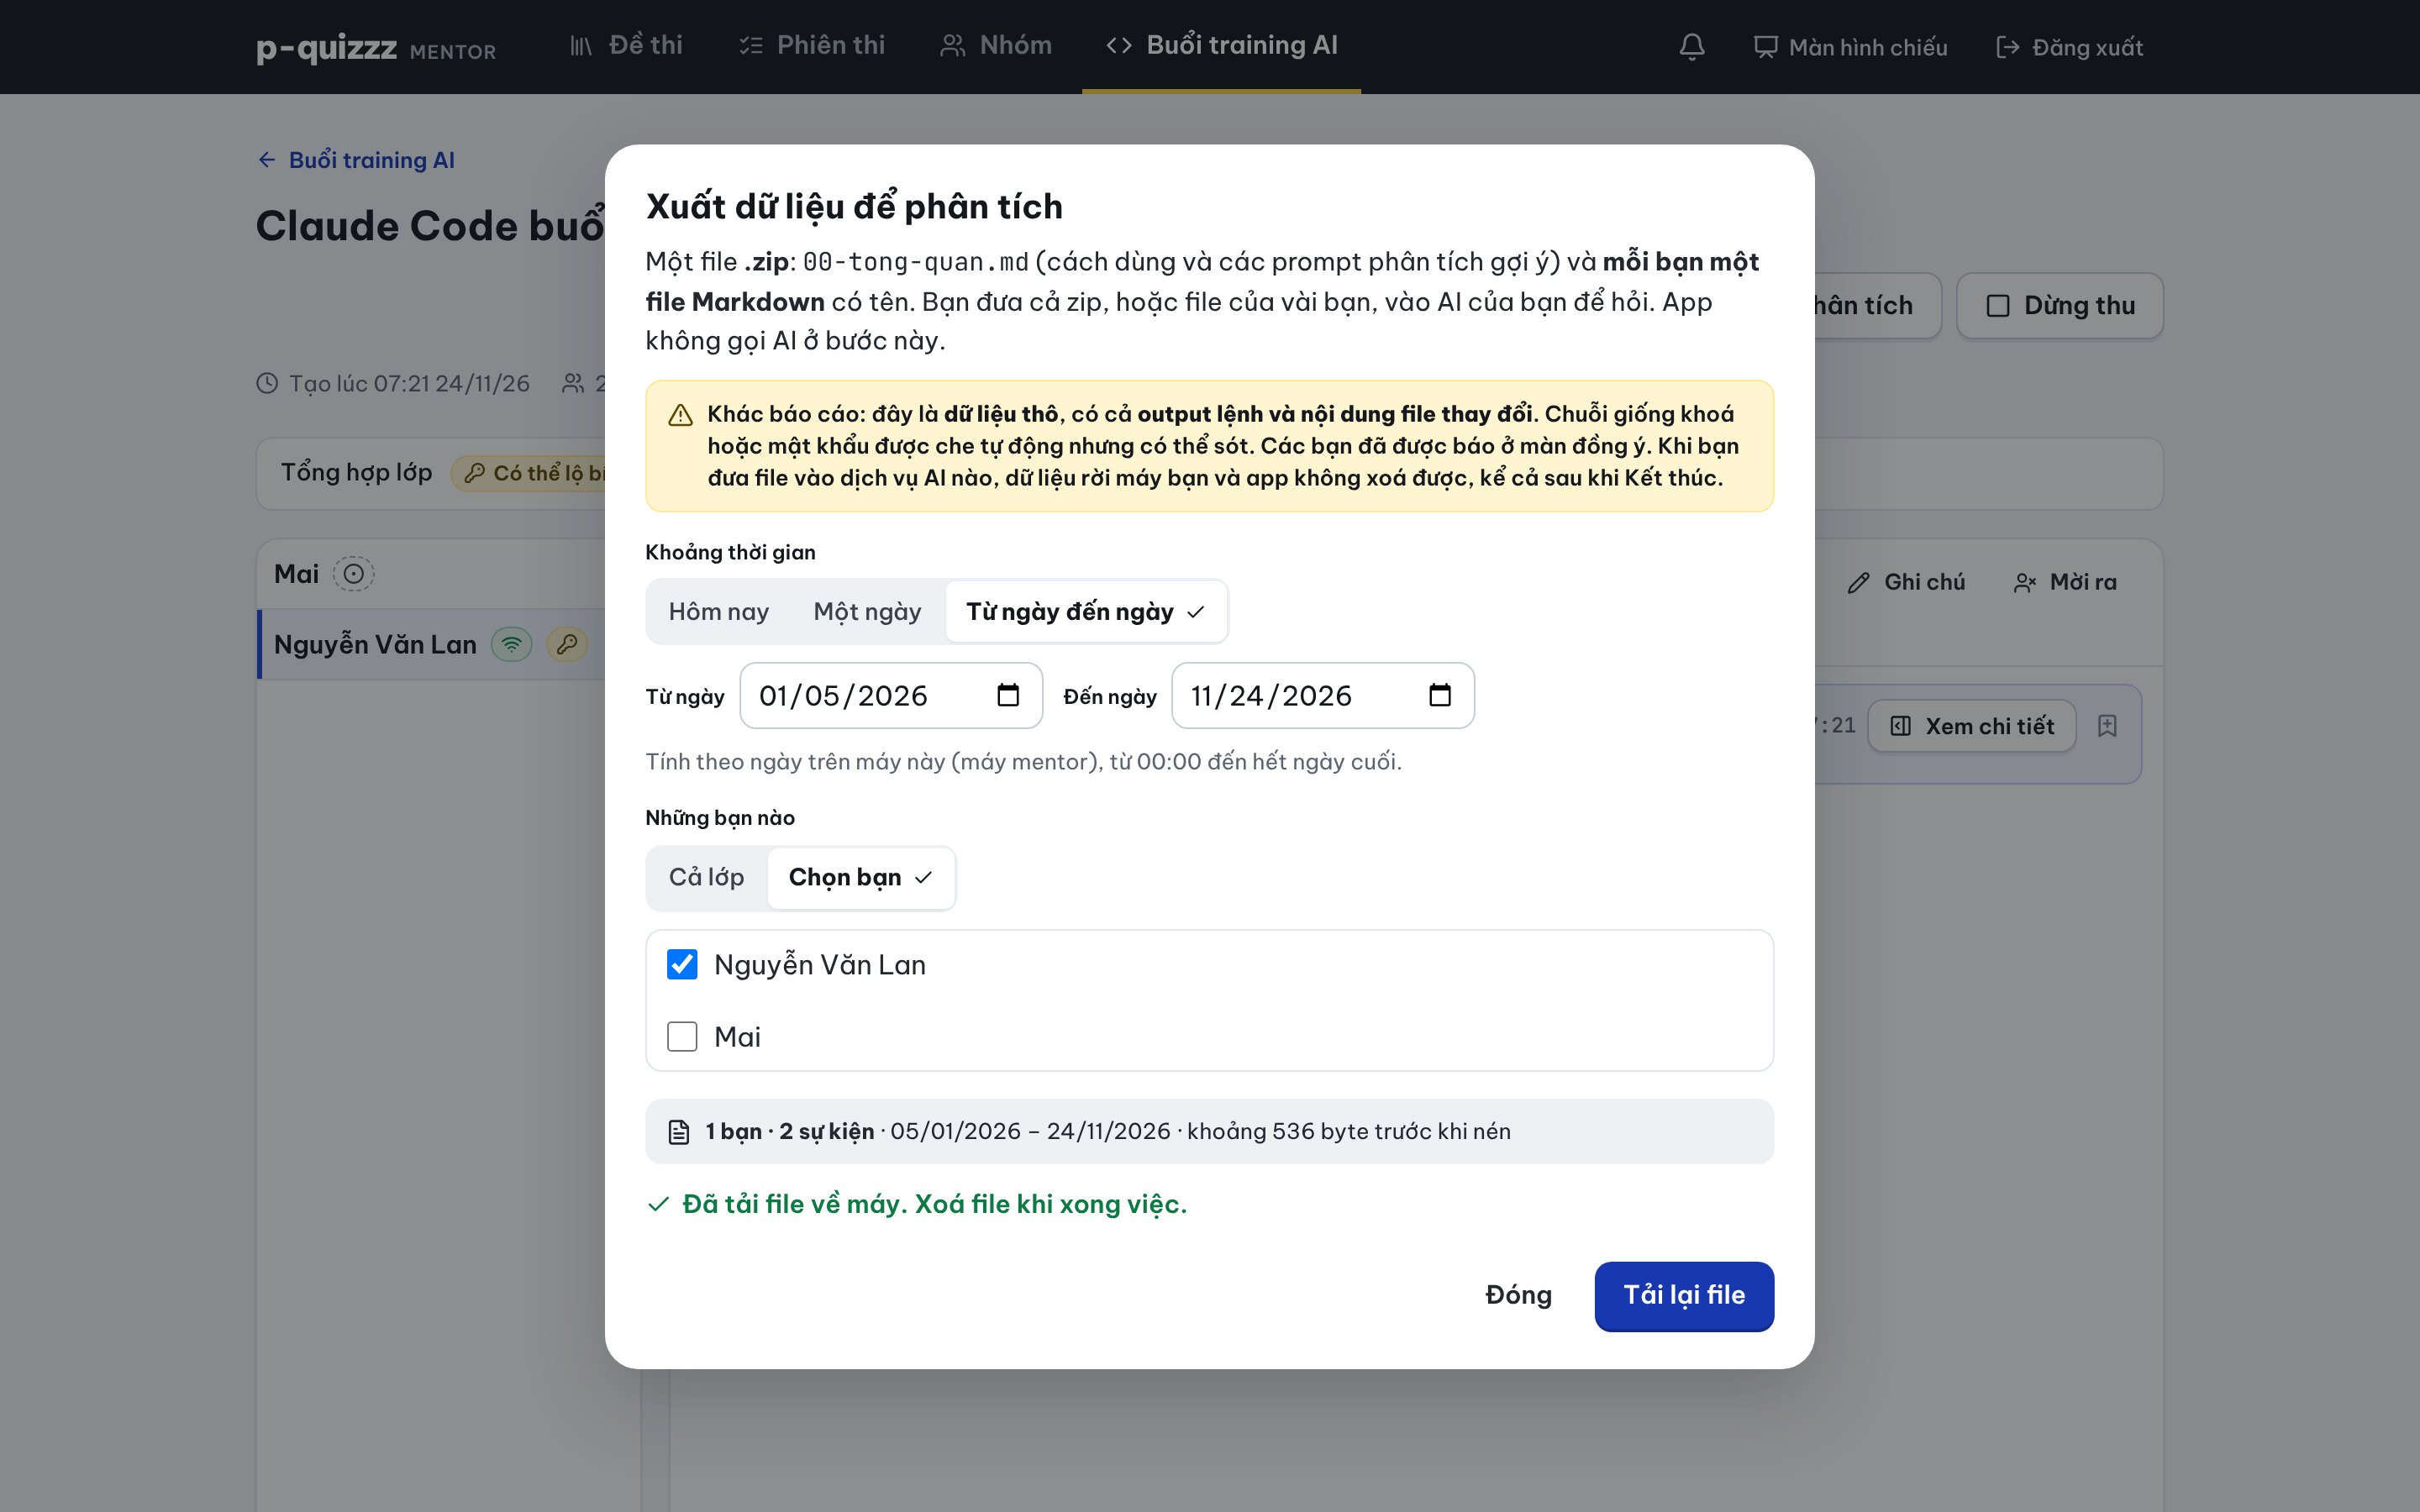 p-quizzz MENTOR
Đề thi
Phiên thi
Nhóm
Buổi training AI
Màn hình chiếu
Đăng xuất
Buổi training AI
Claude Code
Dừng thu
Tạo lúc 07:21 24/11/26
Tổng hợp lớp
Có thể lộ
Mai
Nguyễn Văn Lan
Ghi chú
Mời ra
:21
Xem chi tiết
Xuất dữ liệu để phân tích
Một file .zip: 00-tong-quan.md (cách dùng và các prompt phân tích gợi ý) và mỗi bạn một
file Markdown có tên. Bạn đưa cả zip, hoặc file của vài bạn, vào AI của bạn để hỏi. App
không gọi AI ở bước này.
Khác báo cáo: đây là dữ liệu thô, có cả output lệnh và nội dung file thay đổi. Chuỗi giống khoá
hoặc mật khẩu được che tự động nhưng có thể sót. Các bạn đã được báo ở màn đồng ý. Khi bạn
đưa file vào dịch vụ AI nào, dữ liệu rời máy bạn và app không xoá được, kể cả sau khi Kết thúc.
Khoảng thời gian
Hôm nay
Một ngày
Từ ngày đến ngày
Từ ngày 01/05/2026 Đến ngày 11/24/2026
Tính theo ngày trên máy này (máy mentor), từ 00:00 đến hết ngày cuối.
Những bạn nào
Cả lớp
Chọn bạn
Nguyễn Văn Lan
Mai
1 bạn · 2 sự kiện · 05/01/2026 – 24/11/2026 · khoảng 536 byte trước khi nén
Đã tải file về máy. Xoá file khi xong việc.
Đóng
Tải lại file